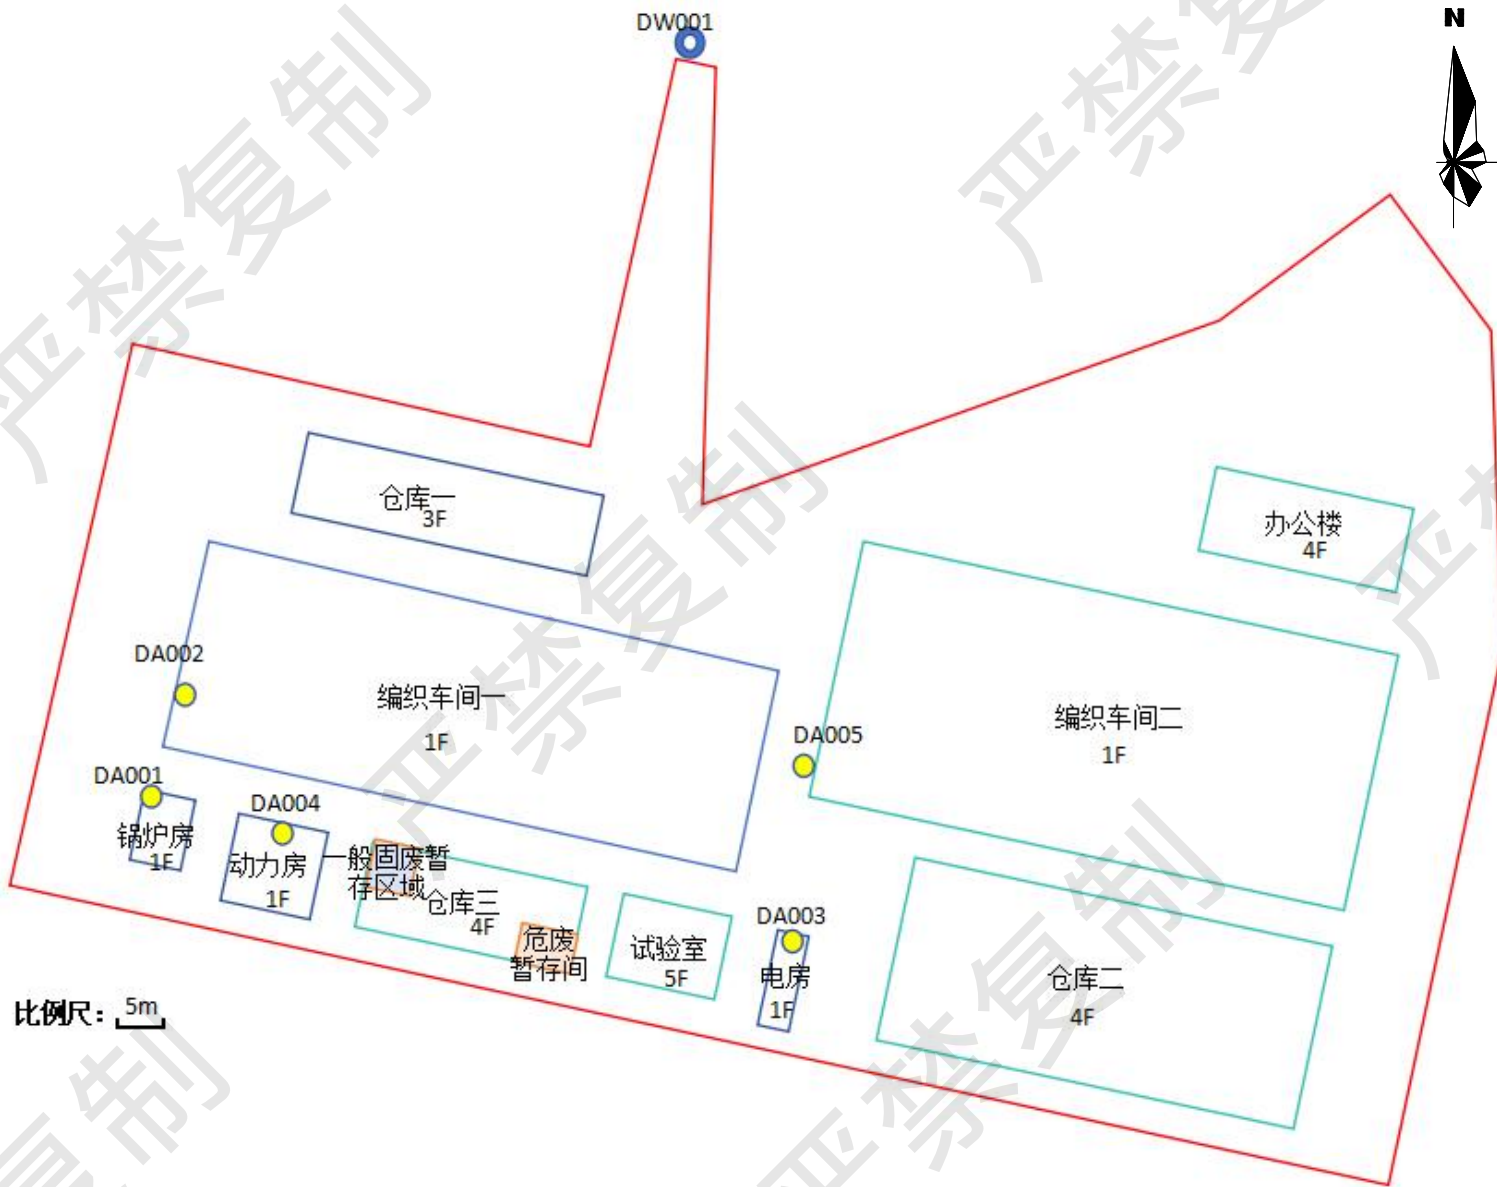 DW001
N
严禁复制
严禁复制
仓库一
3F
办公楼
4F
严禁复制
严
DA002
编织车间一
1F
DA005
编织车间二
1F
DA001
锅炉房
1F
DA004
动力房
1F
一般固废暂
存区域
仓库三
4F
危废
暂存间
试验室
5F
DA003
电房
1F
仓库二
4F
严禁复制
比例尺：5m
复制